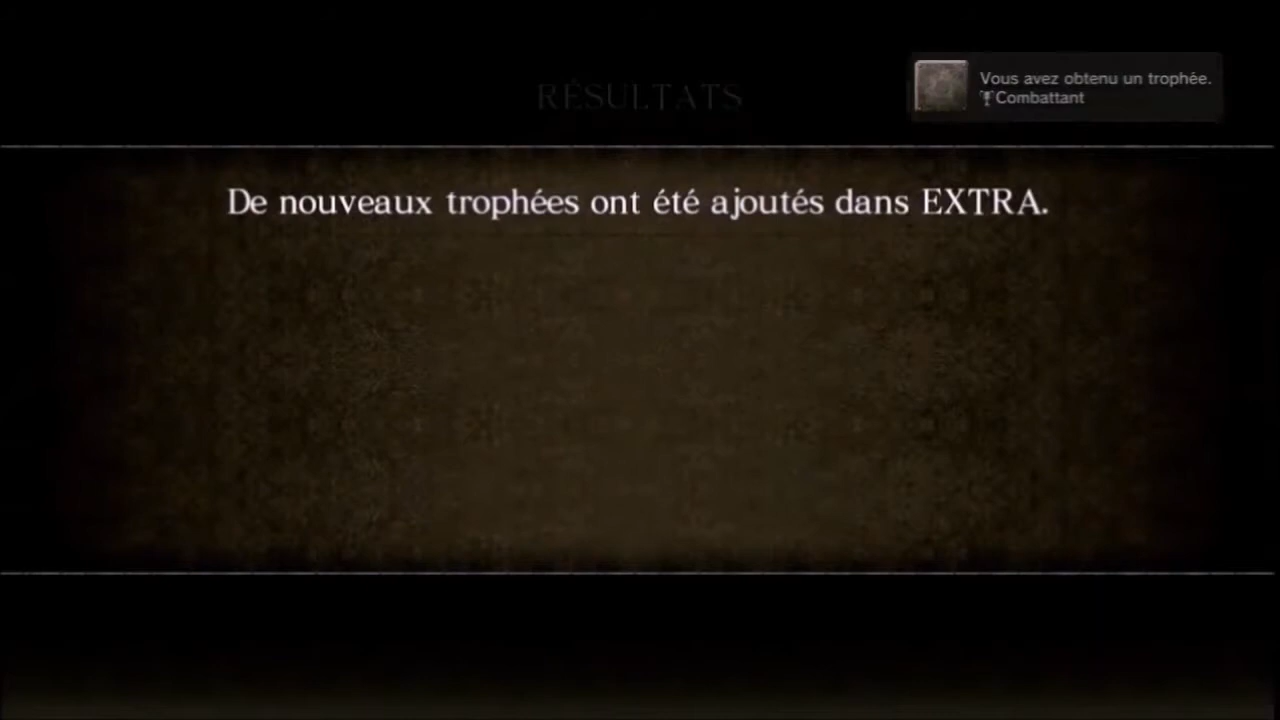 RÉSULTATS
Vous avez obtenu un trophée.
Combattant
De nouveaux trophées ont été ajoutés dans EXTRA.